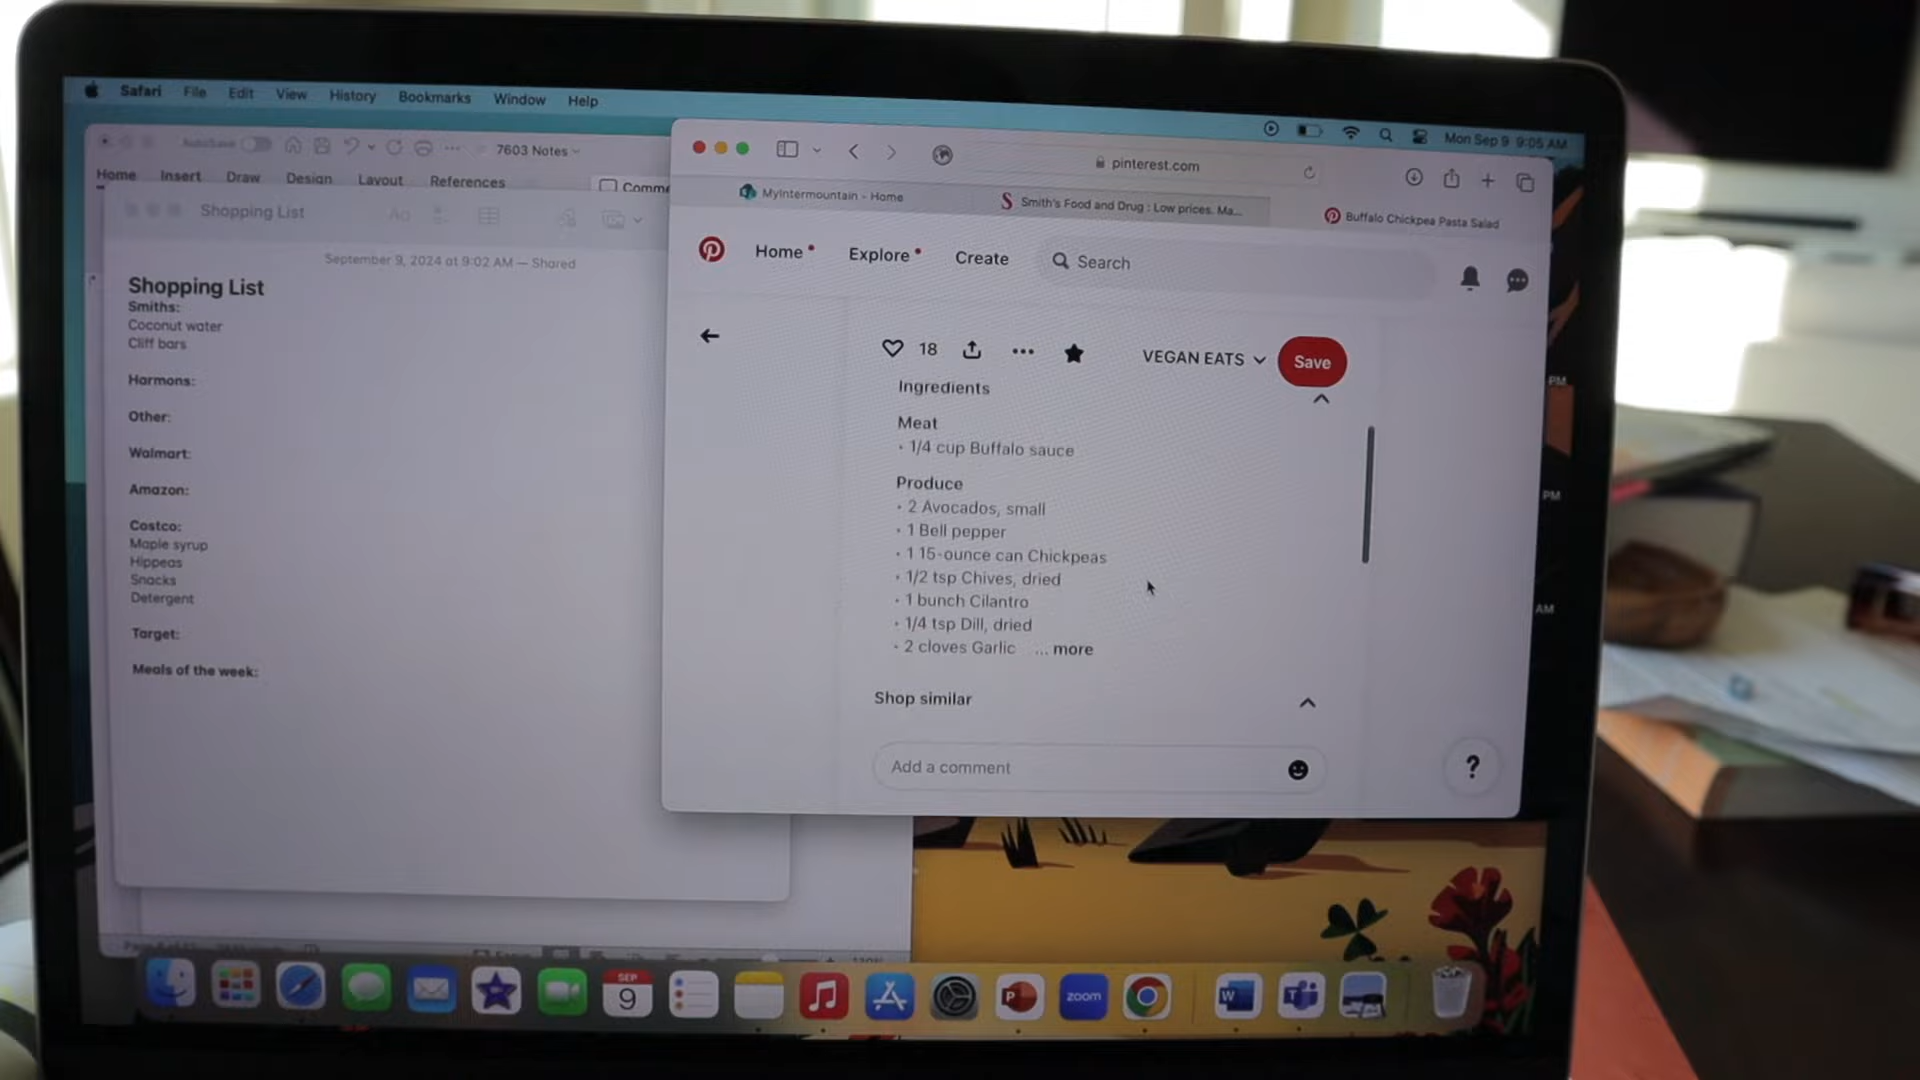 Safari File Edit View History Bookmarks Window Help
Mon Sep 9 9:05 AM
AutoSave
7603 Notes
Home Insert Draw Design Layout References
Comme
Shopping List
Aa
September 9, 2024 at 9:02 AM — Shared
Shopping List
Smiths:
Coconut water
Cliff bars
Harmons:
Other:
Walmart:
Amazon:
Costco:
Maple syrup
Hippeas
Snacks
Detergent
Target:
Meals of the week:
pinterest.com
MyIntermountain - Home
S Smith's Food and Drug : Low prices. Ma...
Buffalo Chickpea Pasta Salad
Home Explore Create Search
18 ... VEGAN EATS Save
Ingredients
Meat
• 1/4 cup Buffalo sauce
Produce
• 2 Avocados, small
• 1 Bell pepper
• 1 15-ounce can Chickpeas
• 1/2 tsp Chives, dried
• 1 bunch Cilantro
• 1/4 tsp Dill, dried
• 2 cloves Garlic ... more
Shop similar
Add a comment
?
PM
PM
AM
SEP
9
P
zoom
W
T